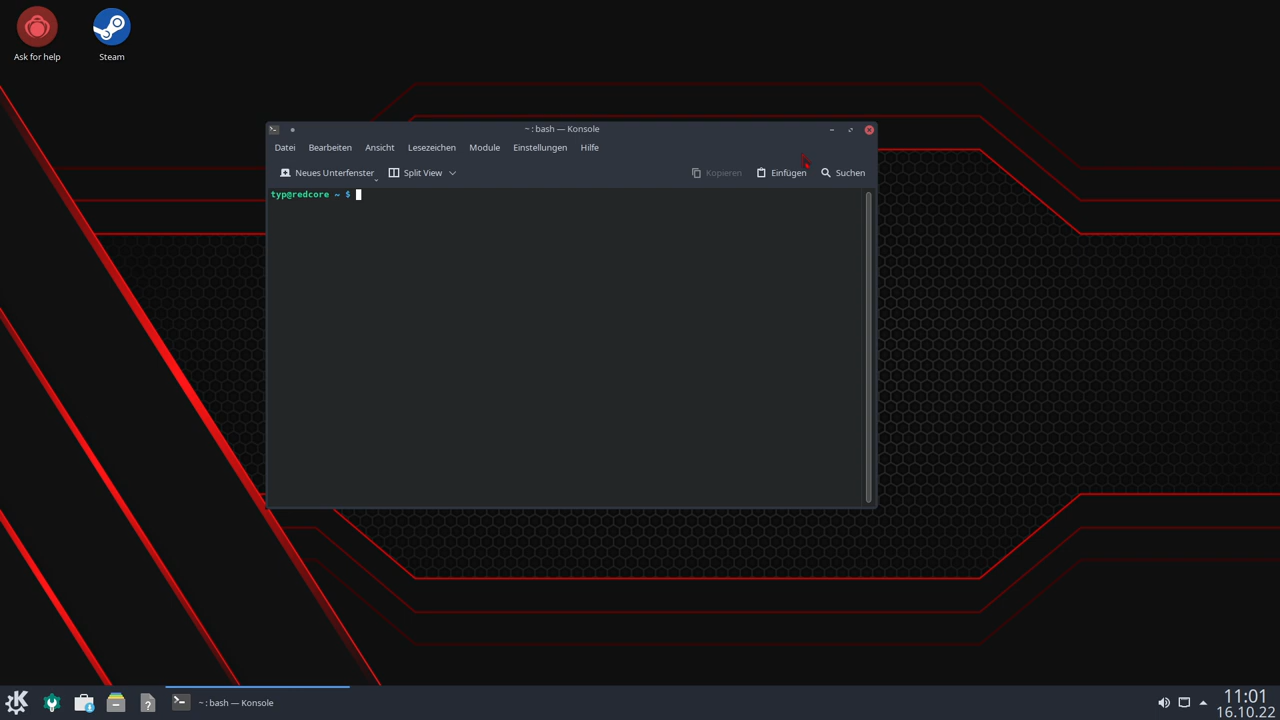 Ask for help
Steam
~ : bash — Konsole
Datei Bearbeiten Ansicht Lesezeichen Module Einstellungen Hilfe
Neues Unterfenster Split View Kopieren Einfügen Suchen
typ@redcore ~ $
~ : bash — Konsole
11:01
16.10.22